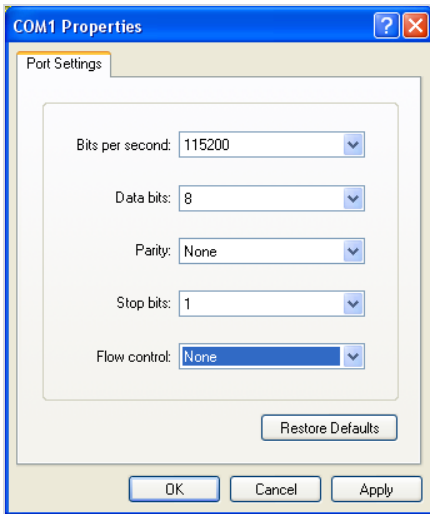 COM1 Properties
Port Settings
Bits per second: 115200
Data bits: 8
Parity: None
Stop bits: 1
Flow control: None
Restore Defaults
OK Cancel Apply